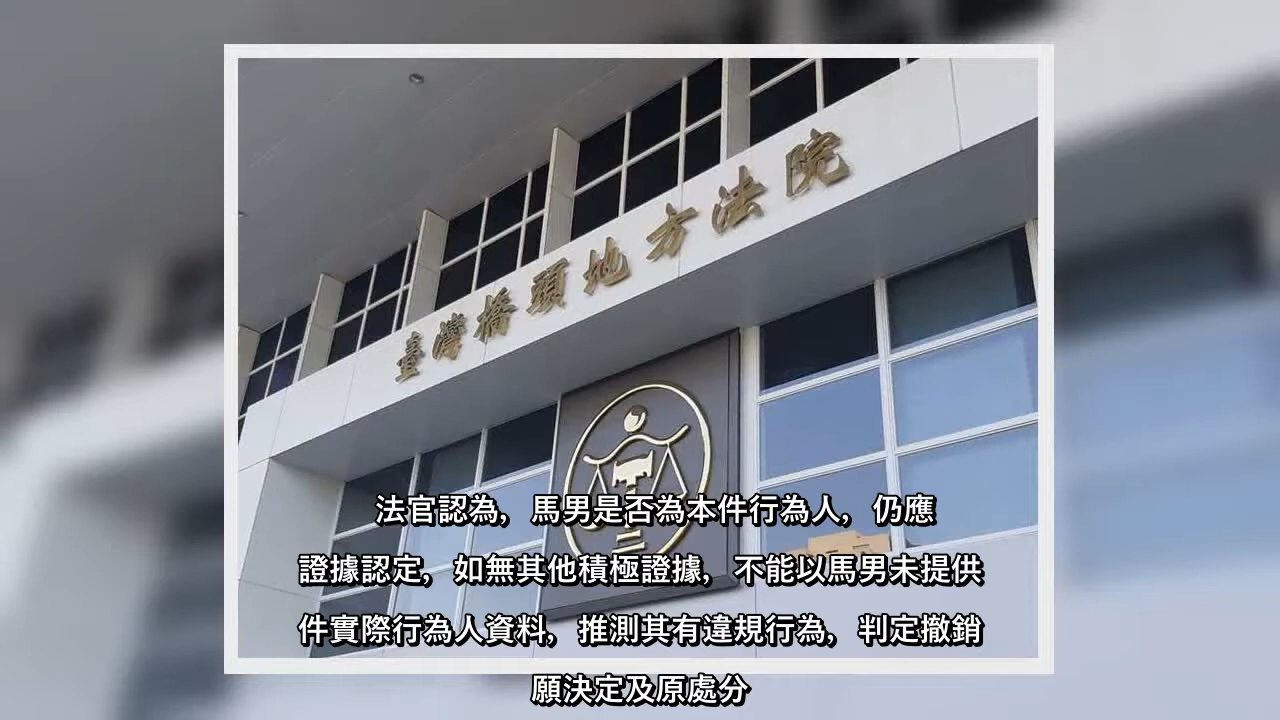 臺灣橋頭地方法院
法官認為，馬男是否為本件行為人，仍應
證據認定，如無其他積極證據，不能以馬男未提供
件實際行為人資料，推測其有違規行為，判定撤銷
願決定及原處分